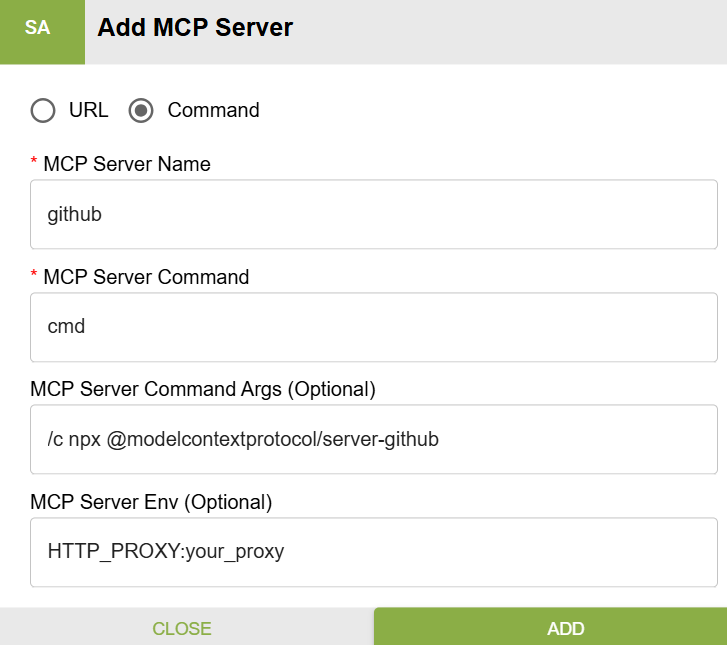 SA Add MCP Server
URL Command
* MCP Server Name
github
* MCP Server Command
cmd
MCP Server Command Args (Optional)
/c npx @modelcontextprotocol/server-github
MCP Server Env (Optional)
HTTP_PROXY:your_proxy
CLOSE ADD